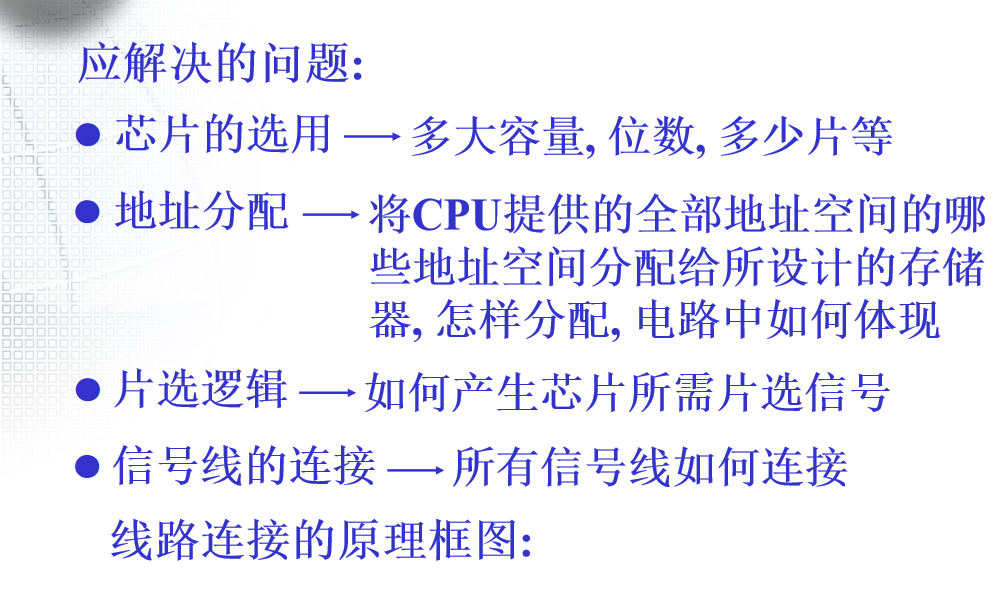 应解决的问题:
● 芯片的选用 → 多大容量, 位数, 多少片等
● 地址分配 → 将CPU提供的全部地址空间的哪
些地址空间分配给所设计的存储
器, 怎样分配, 电路中如何体现
● 片选逻辑 → 如何产生芯片所需片选信号
● 信号线的连接 → 所有信号线如何连接
线路连接的原理框图: